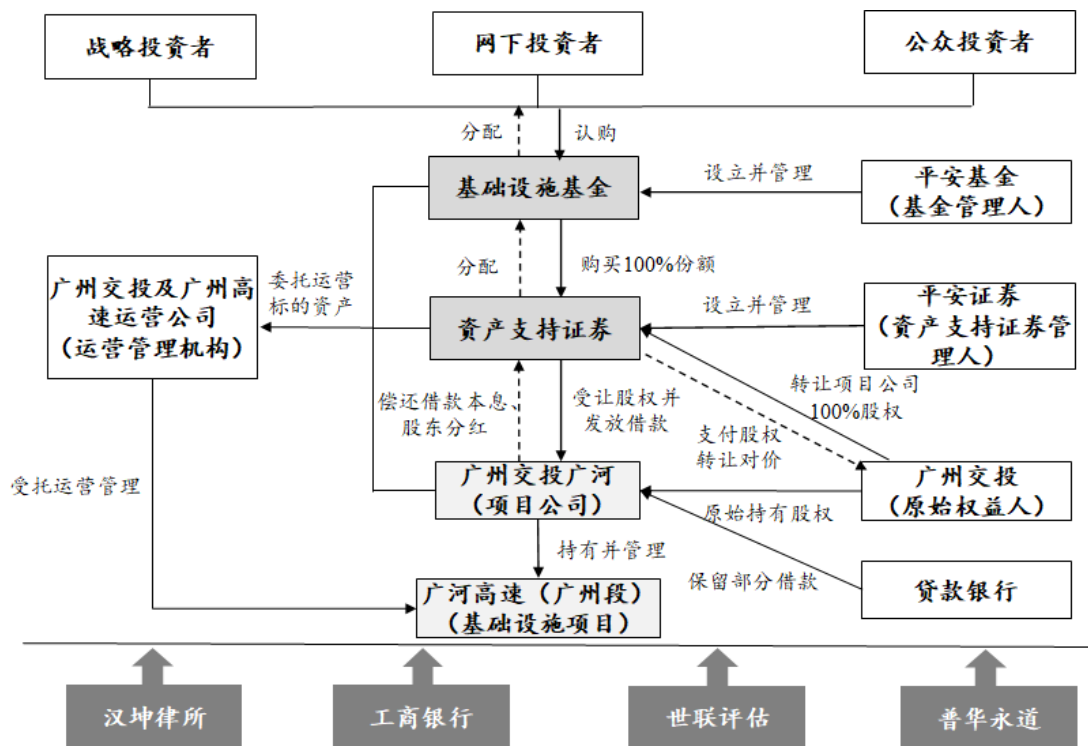 战略投资者
网下投资者
公众投资者
分配
认购
基础设施基金
设立并管理
平安基金
（基金管理人）
分配
购买100%份额
广州交投及广州高
速运营公司
（运营管理机构）
委托运营
标的资产
资产支持证券
设立并管理
平安证券
（资产支持证券管
理人）
偿还借款本息、
股东分红
受让股权并
发放借款
转让项目公司
100%股权
支付股权
转让对价
受托运营管理
广州交投广河
（项目公司）
原始持有股权
广州交投
（原始权益人）
持有并管理
保留部分借款
贷款银行
广河高速（广州段）
（基础设施项目）
汉坤律所
工商银行
世联评估
普华永道